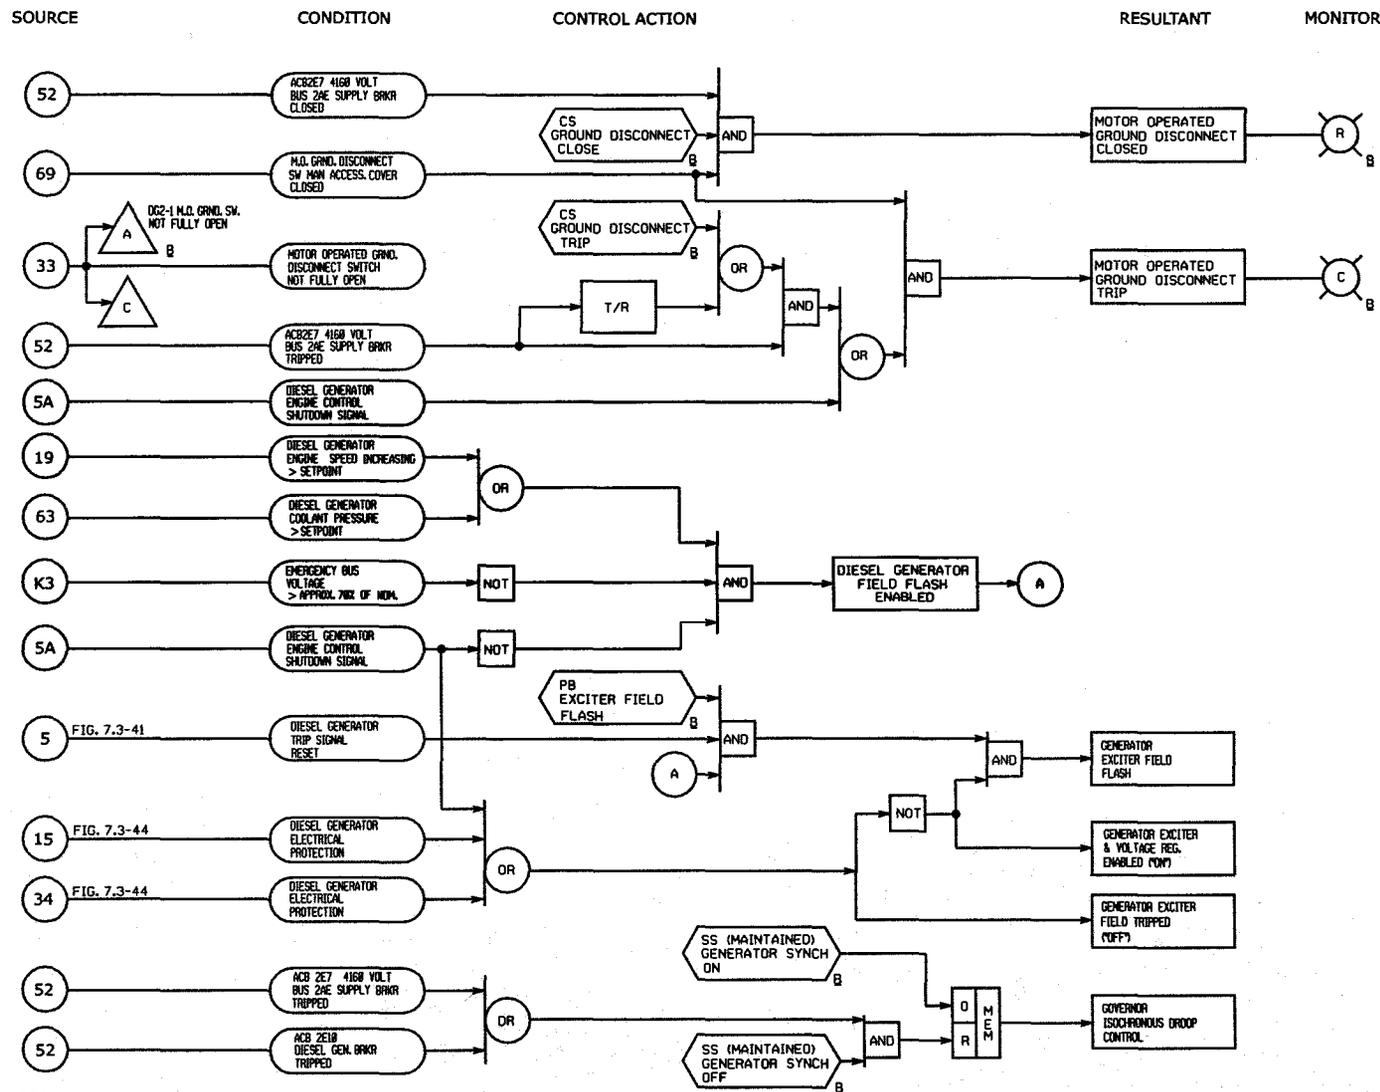 SOURCE CONDITION CONTROL ACTION RESULTANT MONITOR
52
ACB2E7 4160 VOLT
BUS 2AE SUPPLY BRKR
CLOSED
CS
GROUND DISCONNECT
CLOSE
B
AND
MOTOR OPERATED
GROUND DISCONNECT
CLOSED
R
B
69
M.O. GRND. DISCONNECT
SW MAN ACCESS. COVER
CLOSED
33
A
DG2-1 M.O. GRND. SW.
NOT FULLY OPEN
B
C
MOTOR OPERATED GRND.
DISCONNECT SWITCH
NOT FULLY OPEN
CS
GROUND DISCONNECT
TRIP
B
OR
T/R
AND
OR
AND
MOTOR OPERATED
GROUND DISCONNECT
TRIP
C
B
52
ACB2E7 4160 VOLT
BUS 2AE SUPPLY BRKR
TRIPPED
5A
DIESEL GENERATOR
ENGINE CONTROL
SHUTDOWN SIGNAL
19
DIESEL GENERATOR
ENGINE SPEED INCREASING
> SETPOINT
OR
63
DIESEL GENERATOR
COOLANT PRESSURE
> SETPOINT
K3
EMERGENCY BUS
VOLTAGE
> APPROX. 70% OF NOM.
NOT
AND
DIESEL GENERATOR
FIELD FLASH
ENABLED
A
5A
DIESEL GENERATOR
ENGINE CONTROL
SHUTDOWN SIGNAL
NOT
PB
EXCITER FIELD
FLASH
B
5
FIG. 7.3-41
DIESEL GENERATOR
TRIP SIGNAL
RESET
AND
A
AND
GENERATOR
EXCITER FIELD
FLASH
15
FIG. 7.3-44
DIESEL GENERATOR
ELECTRICAL
PROTECTION
NOT
GENERATOR EXCITER
& VOLTAGE REG.
ENABLED ("ON")
OR
34
FIG. 7.3-44
DIESEL GENERATOR
ELECTRICAL
PROTECTION
GENERATOR EXCITER
FIELD TRIPPED
("OFF")
SS (MAINTAINED)
GENERATOR SYNCH
ON
B
52
ACB 2E7 4160 VOLT
BUS 2AE SUPPLY BRKR
TRIPPED
OR
O
R
MEM
GOVERNOR
ISOCHRONOUS DROOP
CONTROL
52
ACB 2E10
DIESEL GEN. BRKR
TRIPPED
AND
SS (MAINTAINED)
GENERATOR SYNCH
OFF
B